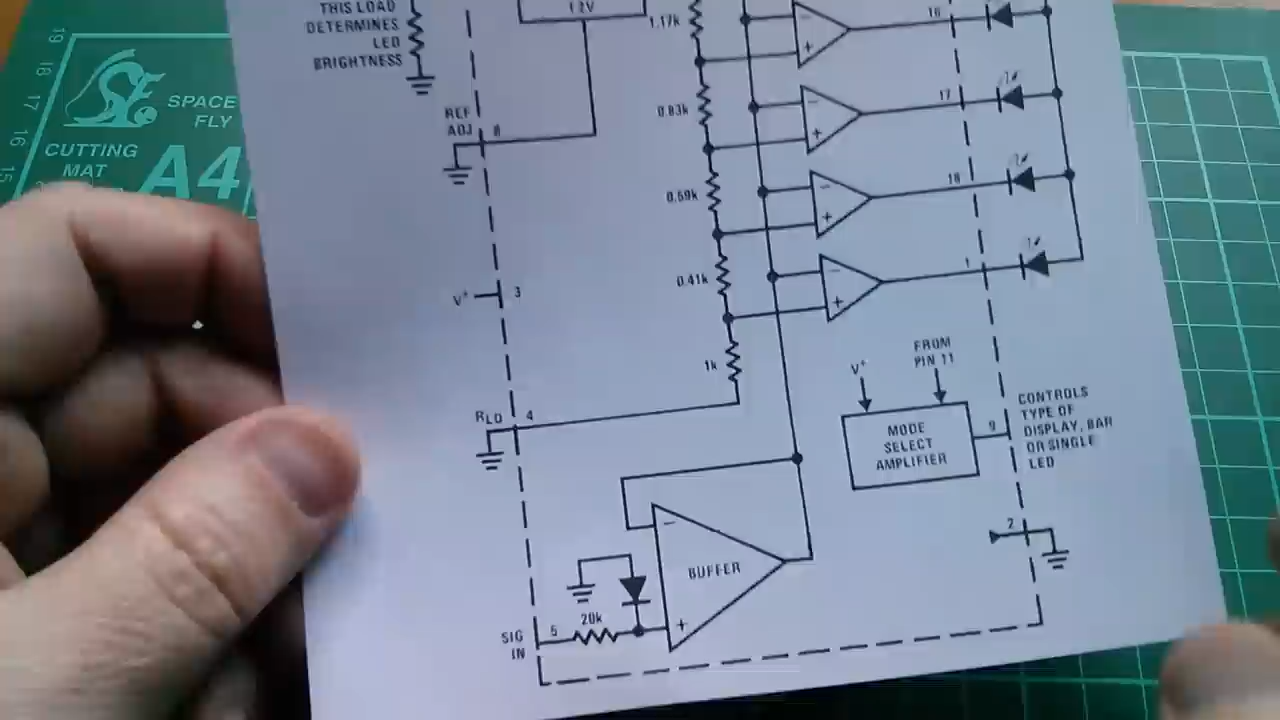 THIS LOAD
DETERMINES
LED
BRIGHTNESS
12V
1.17k
16
REF
ADJ
8
0.83k
17
0.59k
18
V+
3
0.41k
1
1k
RLO
4
V+
FROM
PIN 11
MODE
SELECT
AMPLIFIER
9
CONTROLS
TYPE OF
DISPLAY, BAR
OR SINGLE
LED
2
BUFFER
SIG
IN
5
20k
19
18
17
16
15
SPACE
FLY
CUTTING
MAT
A4